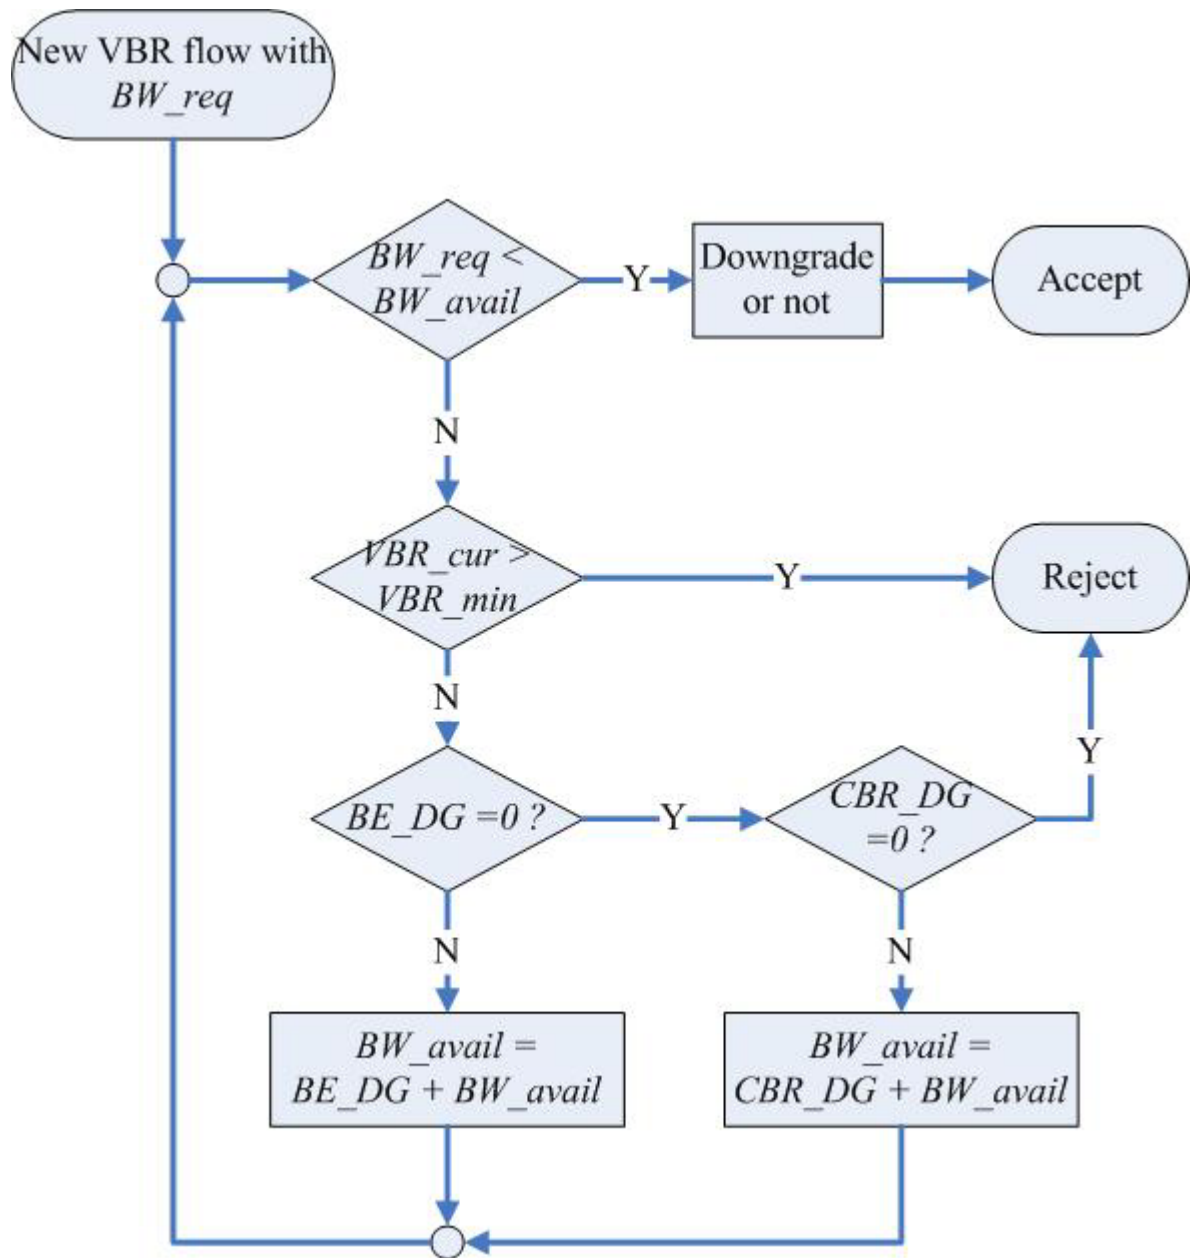 New VBR flow with
BW_req
BW_req <
BW_avail
Y
Downgrade
or not
Accept
N
VBR_cur >
VBR_min
Y
Reject
N
Y
BE_DG =0 ?
Y
CBR_DG
=0 ?
N
N
BW_avail =
BE_DG + BW_avail
BW_avail =
CBR_DG + BW_avail